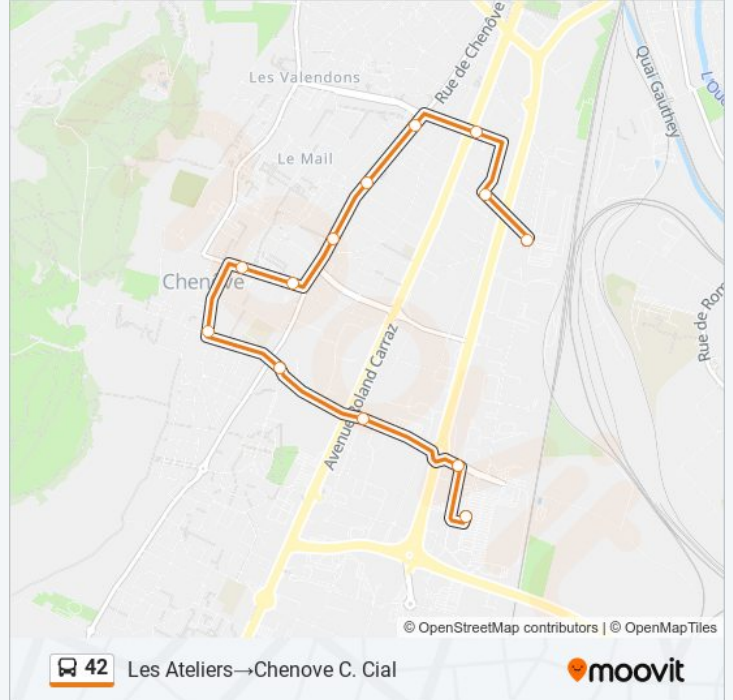 Rue de Chenôve
Les Valendons
Quai Gauthey
L'Ou
Le Mail
Chenôve
Rue de Rom
Avenue Roland Carraz
© OpenStreetMap contributors | © OpenMapTiles
42 Les Ateliers→Chenove C. Cial
moovit